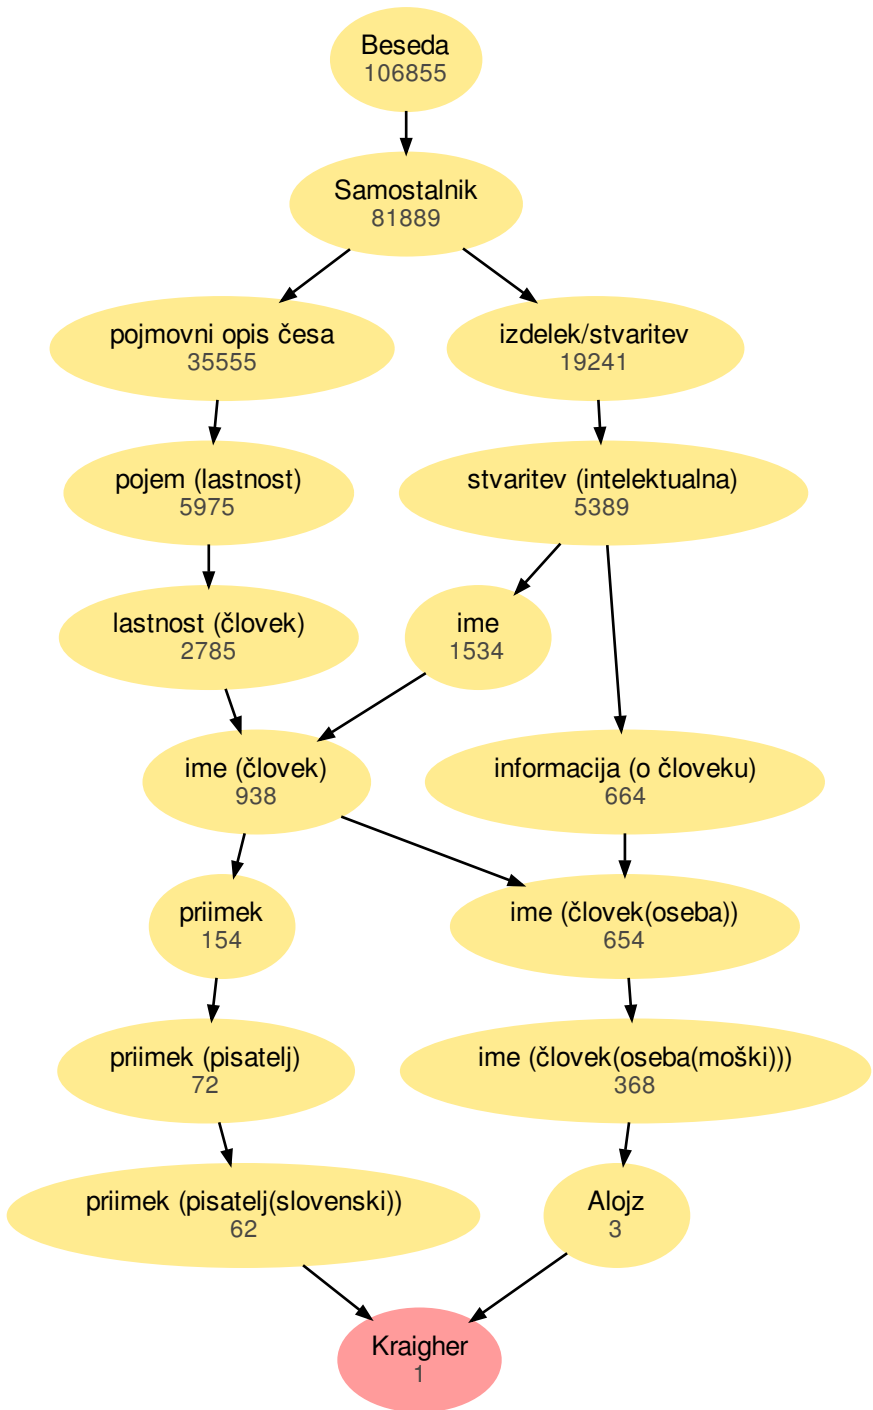 Beseda
106855
Samostalnik
81889
pojmovni opis česa
35555
izdelek/stvaritev
19241
pojem (lastnost)
5975
stvaritev (intelektualna)
5389
lastnost (človek)
2785
ime
1534
ime (človek)
938
informacija (o človeku)
664
priimek
154
ime (človek(oseba))
654
priimek (pisatelj)
72
ime (človek(oseba(moški)))
368
priimek (pisatelj(slovenski))
62
Alojz
3
Kraigher
1